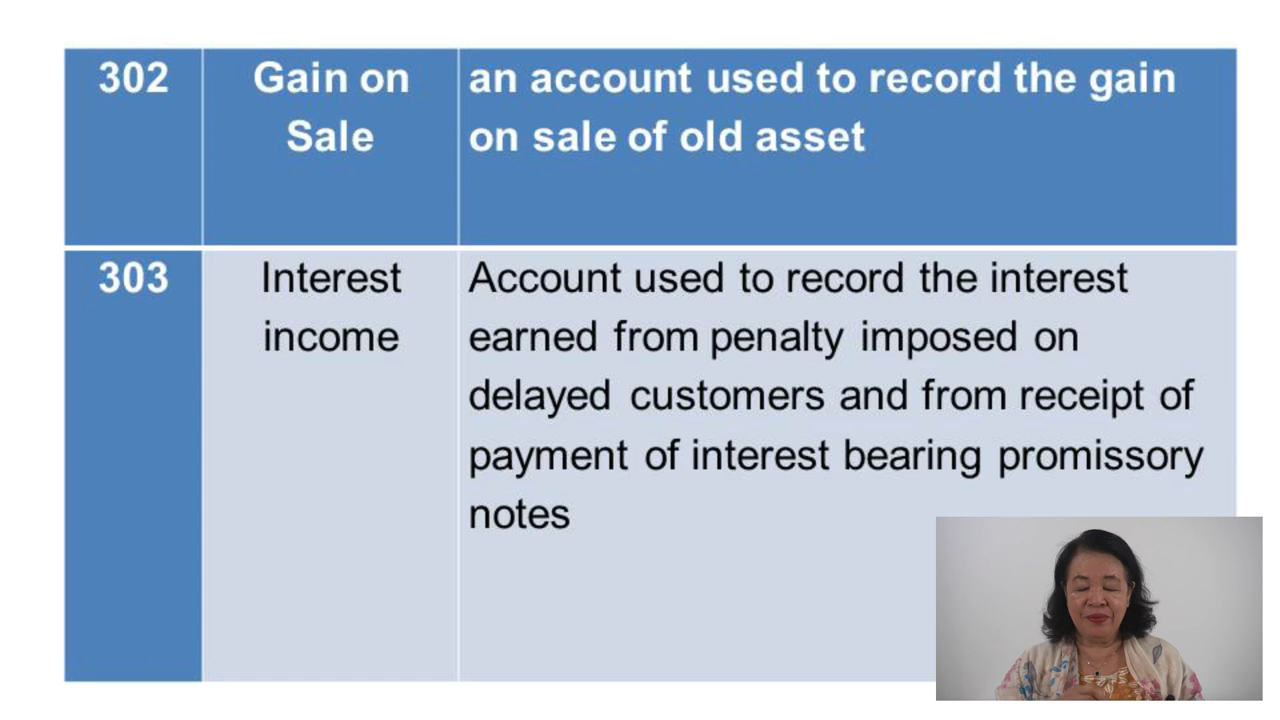 302
Gain on
Sale
an account used to record the gain
on sale of old asset
303
Interest
income
Account used to record the interest
earned from penalty imposed on
delayed customers and from receipt of
payment of interest bearing promissory
notes